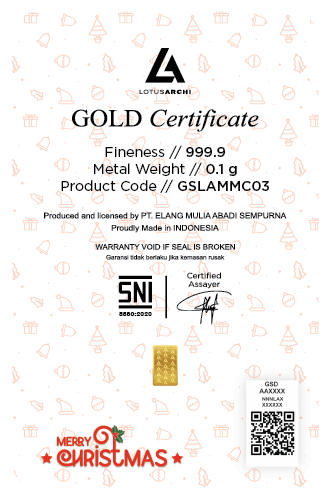 LOTUSARCHI
GOLD Certificate
Fineness // 999.9
Metal Weight // 0.1 g
Product Code // GSLAMMC03
Produced and licensed by PT. ELANG MULIA ABADI SEMPURNA
Proudly Made in INDONESIA
WARRANTY VOID IF SEAL IS BROKEN
Garansi tidak berlaku jika kemasan rusak
SNI
8880:2020
Certified
Assayer
GSD
AAXXXX
NNNLAX
XXXXXX
MERRY
CHRISTMAS